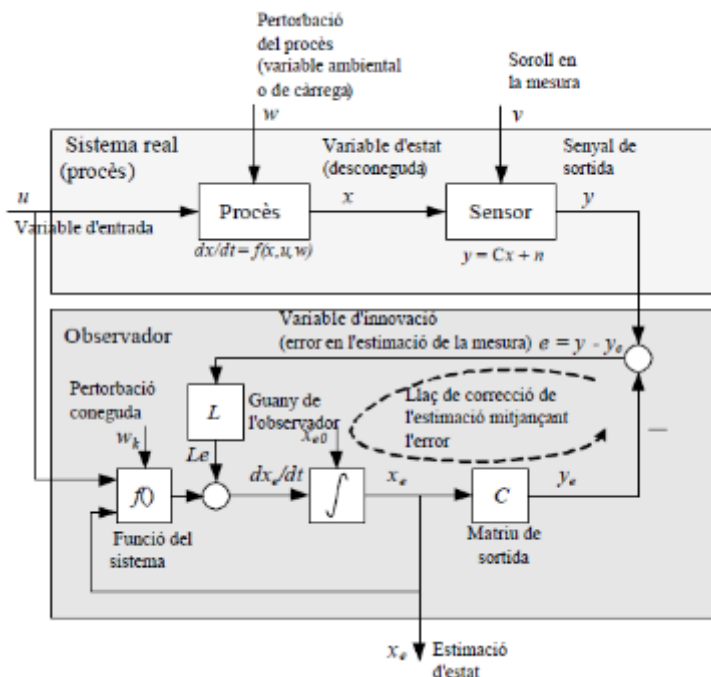 Pertorbació
del procès
(variable ambiental
o de càrrega)
w
Soroll en
la mesura
v
Sistema real
(procès)
Variable d'estat
(desconeguda)
Senyal de
sortida
u
Procès
x
Sensor
y
Variable d'entrada
dx/dt = f(x,u,w)
y = Cx + n
Observador
Variable d'innovació
(error en l'estimació de la mesura) e = y - ye
Pertorbació
coneguda
wk
L
Guany de
l'observador
xe0
Llaç de correcció de
l'estimació mitjançant
l'error
—
Le
f()
dxe/dt
∫
xe
C
ye
Funció del
sistema
Matriu de
sortida
xe
Estimació
d'estat